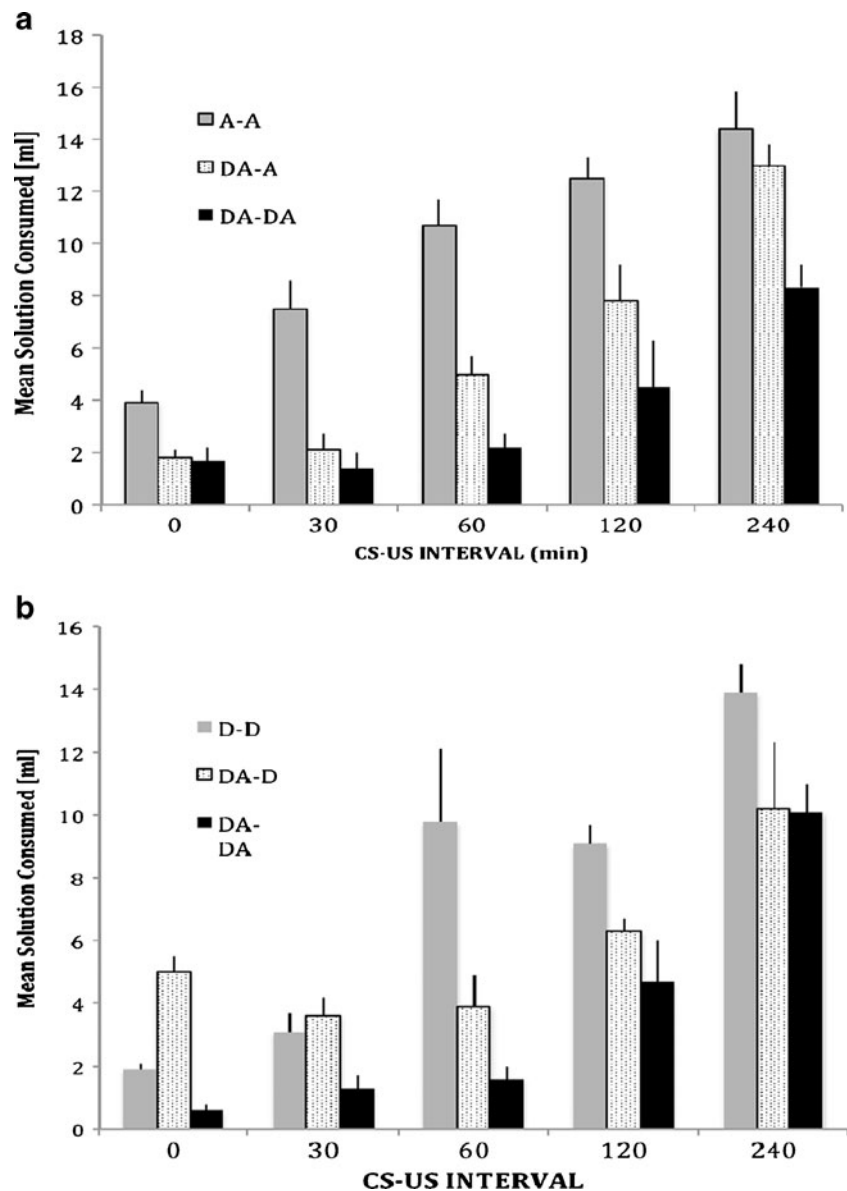 a
Mean Solution Consumed [ml]
18
16
14
12
10
8
6
4
2
0
A-A
DA-A
DA-DA
0 30 60 120 240
CS-US INTERVAL (min)
b
Mean Solution Consumed [ml]
16
14
12
10
8
6
4
2
0
D-D
DA-D
DA-
DA
0 30 60 120 240
CS-US INTERVAL